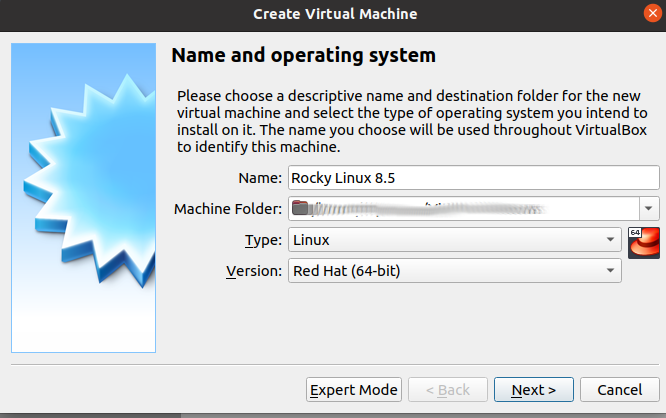 Create Virtual Machine
Name and operating system
Please choose a descriptive name and destination folder for the new
virtual machine and select the type of operating system you intend to
install on it. The name you choose will be used throughout VirtualBox
to identify this machine.
Name: Rocky Linux 8.5
Machine Folder:
Type: Linux
64
Version: Red Hat (64-bit)
Expert Mode < Back Next > Cancel